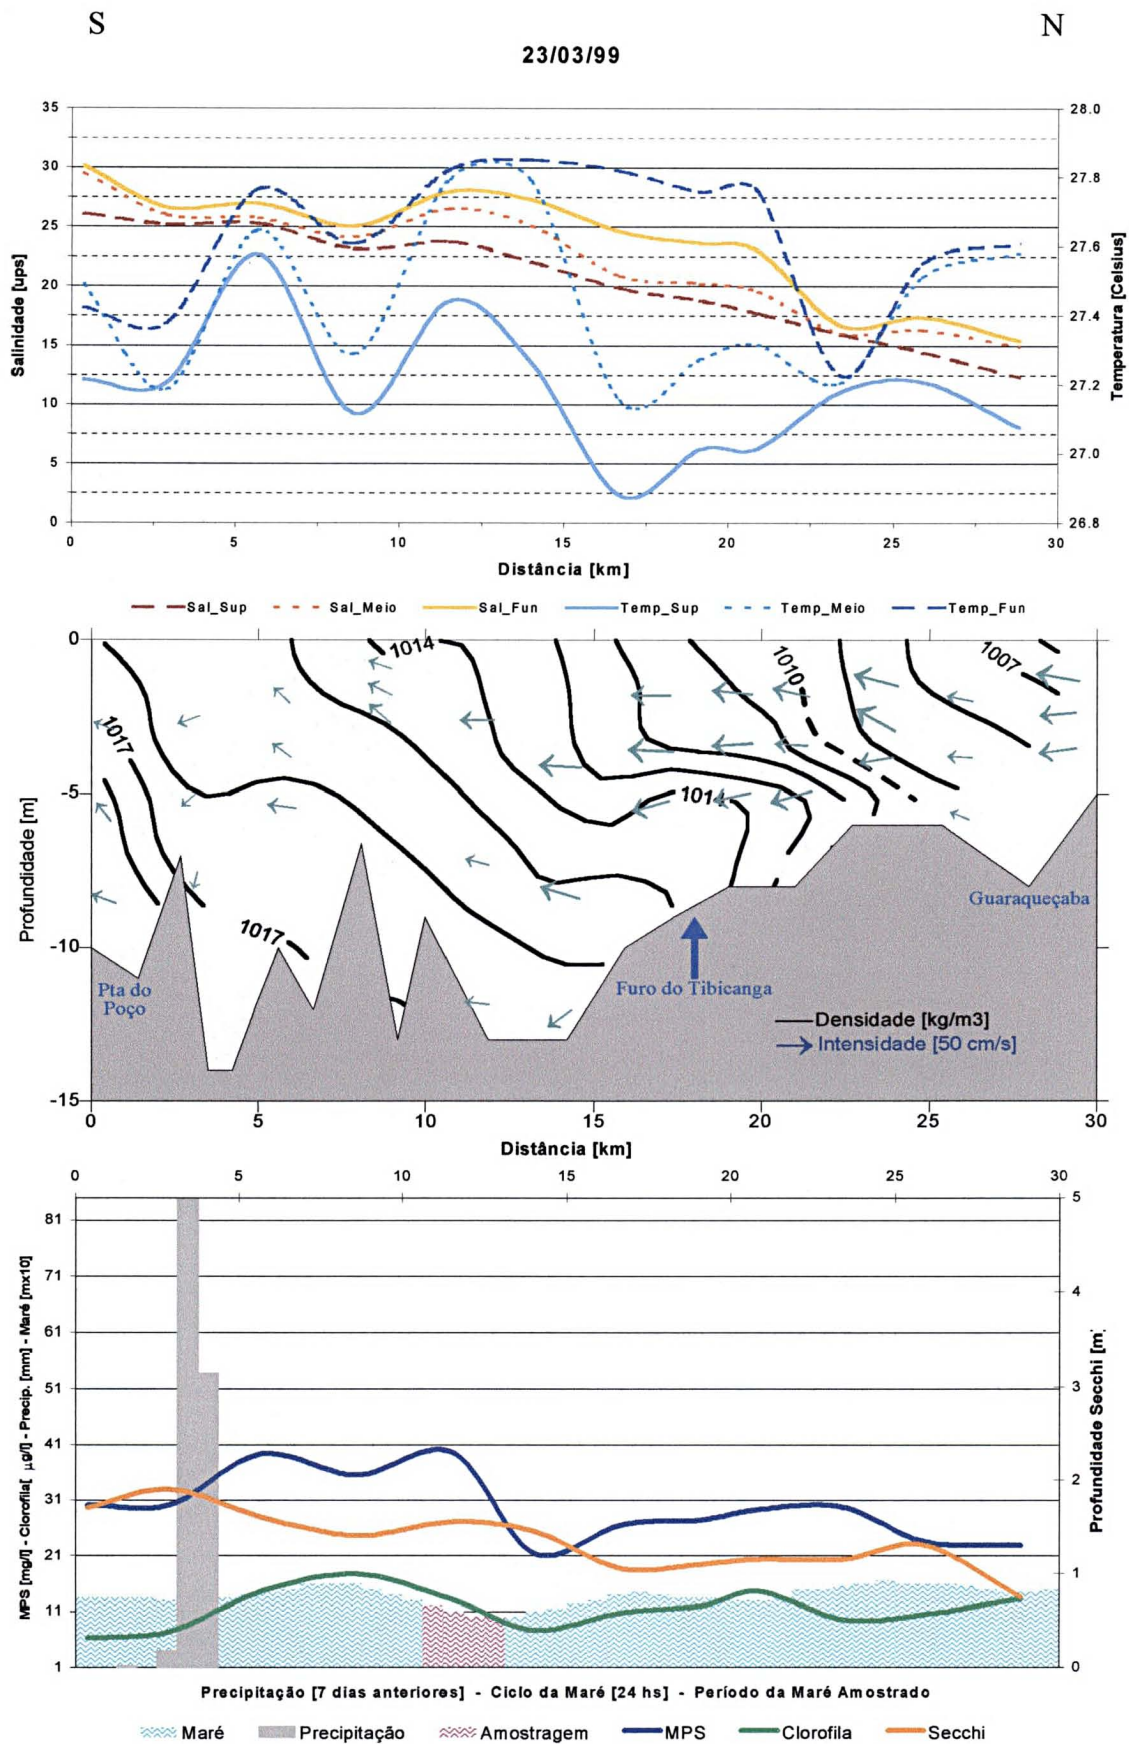 S N
23/03/99
35 28.0
30 27.8
25 27.6
20 27.4
15 27.2
10 27.0
5 26.8
0
Salinidade [ups]
Temperatura [Celsius]
0 5 10 15 20 25 30
Distância [km]
Sal_Sup Sal_Meio Sal_Fun Temp_Sup Temp_Meio Temp_Fun
0
-5
-10
-15
Profundidade [m]
1014
1010
1007
1017
1014
1017
Guaraqueçaba
Pta do
Poço
Furo do Tibicanga
Densidade [kg/m3]
Intensidade [50 cm/s]
0 5 10 15 20 25 30
Distância [km]
0 5 10 15 20 25 30
81 5
71 4
61 3
51 2
41 1
31 0
21
11
1
MPS [mg/l] - Clorofila[ µg/l] - Precip. [mm] - Maré [mx10]
Profundidade Secchi [m]
Precipitação [7 dias anteriores] - Ciclo da Maré [24 hs] - Período da Maré Amostrado
Maré Precipitação Amostragem MPS Clorofila Secchi